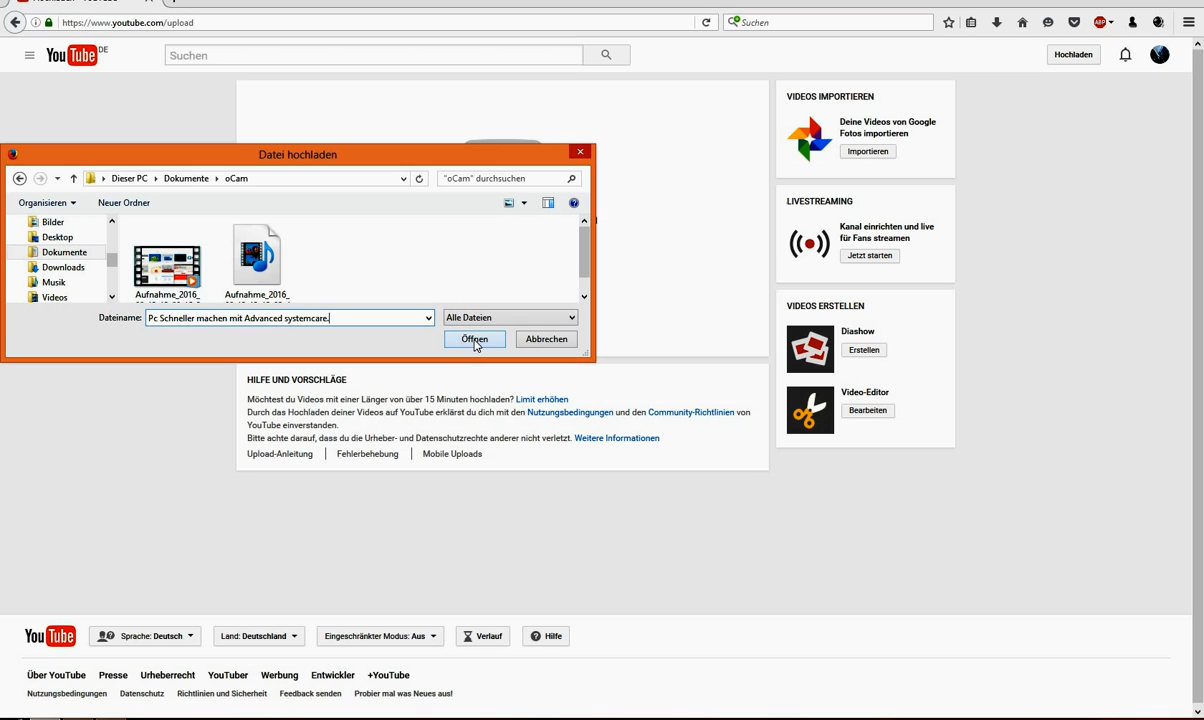 https://www.youtube.com/upload
Suchen
YouTube DE
Suchen
Hochladen
VIDEOS IMPORTIEREN
Deine Videos von Google
Fotos importieren
Importieren
Datei hochladen
Dieser PC
Dokumente
oCam
"oCam" durchsuchen
Organisieren
Neuer Ordner
Bilder
Desktop
Dokumente
Downloads
Musik
Videos
Aufnahme_2016_
Aufnahme_2016_
Dateiname:
Pc Schneller machen mit Advanced systemcare.
Alle Dateien
Öffnen
Abbrechen
LIVESTREAMING
Kanal einrichten und live
für Fans streamen
Jetzt starten
VIDEOS ERSTELLEN
Diashow
Erstellen
Video-Editor
Bearbeiten
HILFE UND VORSCHLÄGE
Möchtest du Videos mit einer Länger von über 15 Minuten hochladen? Limit erhöhen
Durch das Hochladen deiner Videos auf YouTube erklärst du dich mit den Nutzungsbedingungen und den Community-Richtlinien von
YouTube einverstanden.
Bitte achte darauf, dass du die Urheber- und Datenschutzrechte anderer nicht verletzt. Weitere Informationen
Upload-Anleitung
Fehlerbehebung
Mobile Uploads
YouTube
Sprache: Deutsch
Land: Deutschland
Eingeschränkter Modus: Aus
Verlauf
Hilfe
Über YouTube
Presse
Urheberrecht
YouTuber
Werbung
Entwickler
+YouTube
Nutzungsbedingungen
Datenschutz
Richtlinien und Sicherheit
Feedback senden
Probier mal was Neues aus!